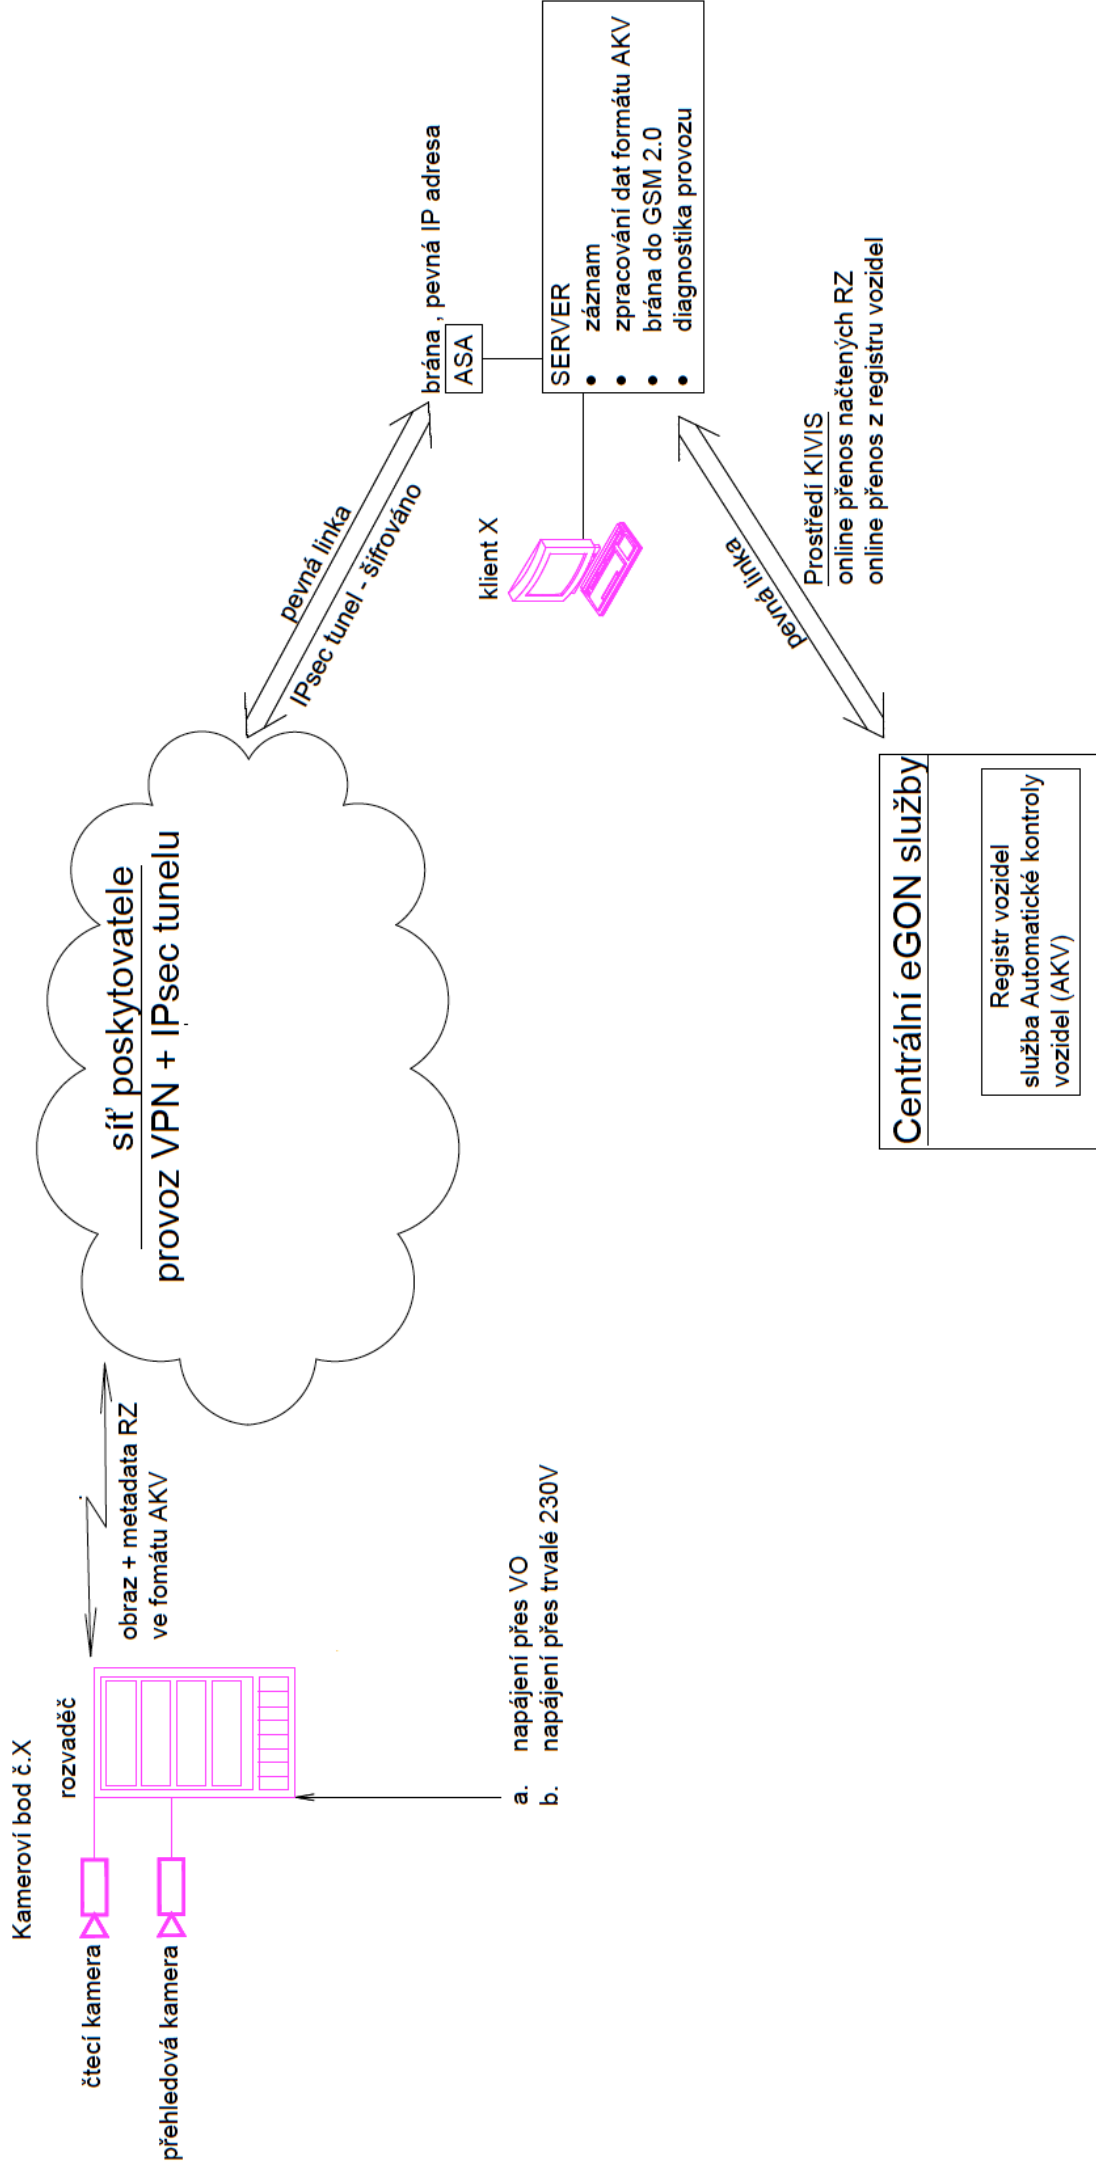 Kameroví bod č.X
rozvaděč
čtecí kamera
přehledová kamera
obraz + metadata RZ
ve fomátu AKV
a. napájení přes VO
b. napájení přes trvalé 230V
síť poskytovatele
provoz VPN + IPsec tunelu
pevná linka
IPsec tunel - šifrováno
brána , pevná IP adresa
ASA
klient X
SERVER
• záznam
• zpracování dat formátu AKV
• brána do GSM 2.0
• diagnostika provozu
pevná linka
Prostředí KIVIS
online přenos načtených RZ
online přenos z registru vozidel
Centrální eGON služby
Registr vozidel
služba Automatické kontroly
vozidel (AKV)